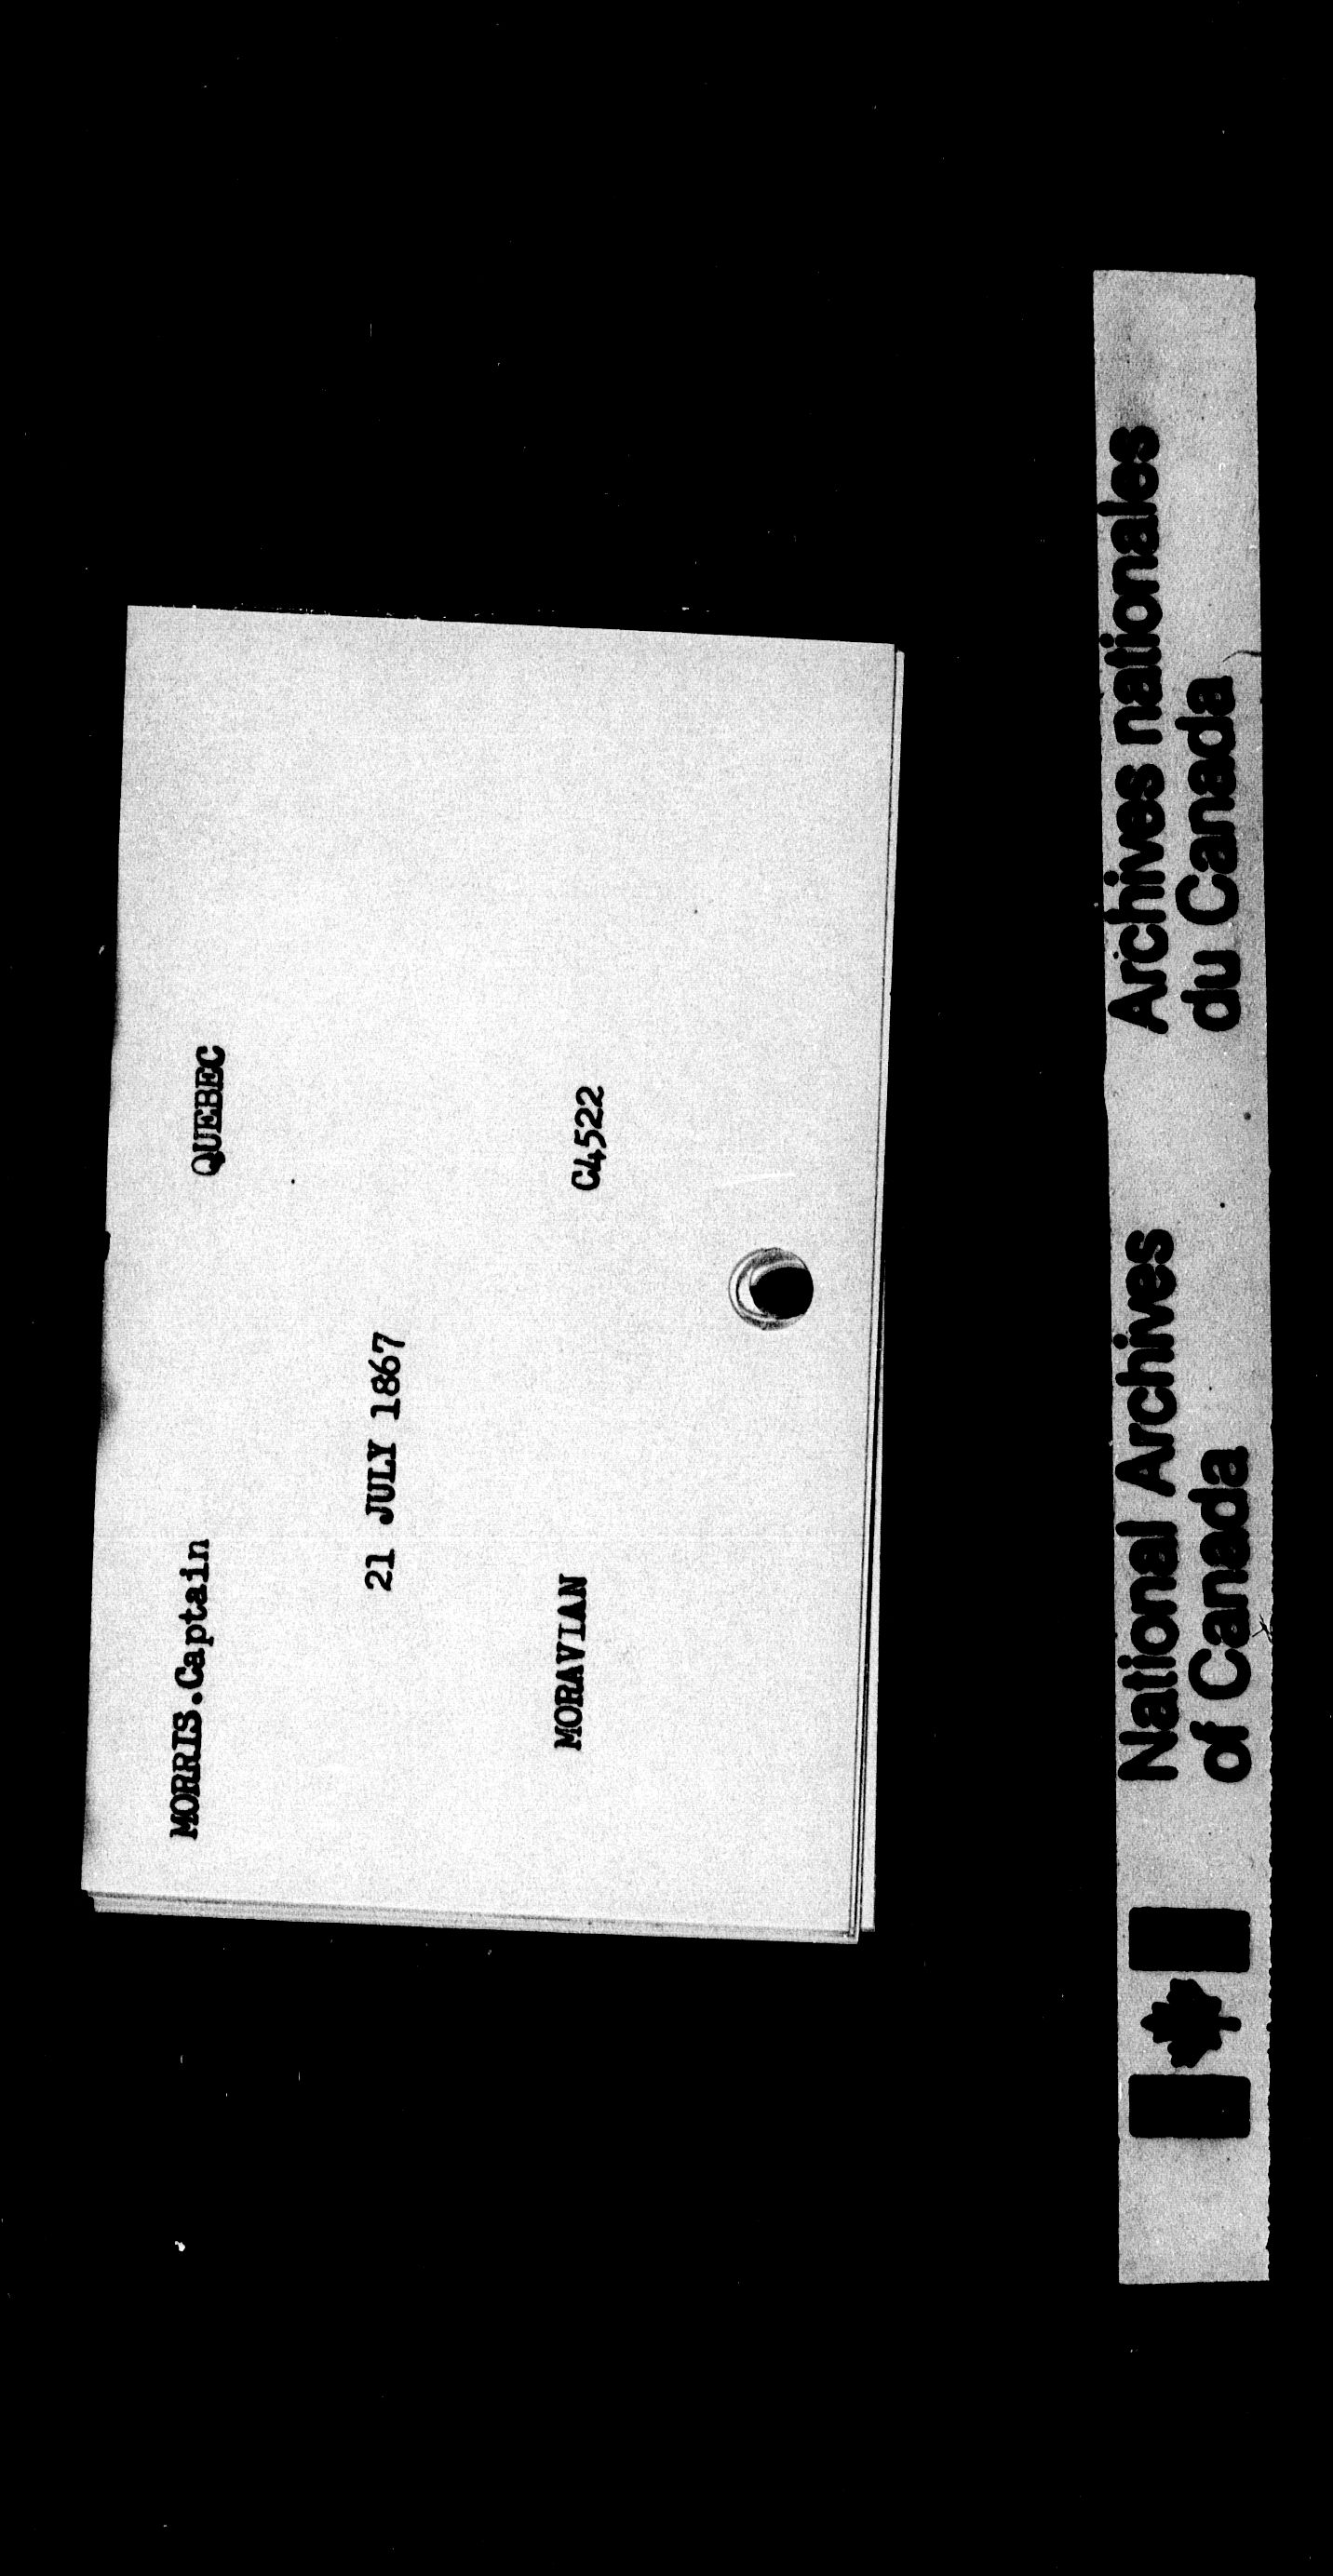 MORRIS.Captain QUEBEC
21 JULY 1867
MORAVIAN C4522
National Archives
of Canada
Archives nationales
du Canada